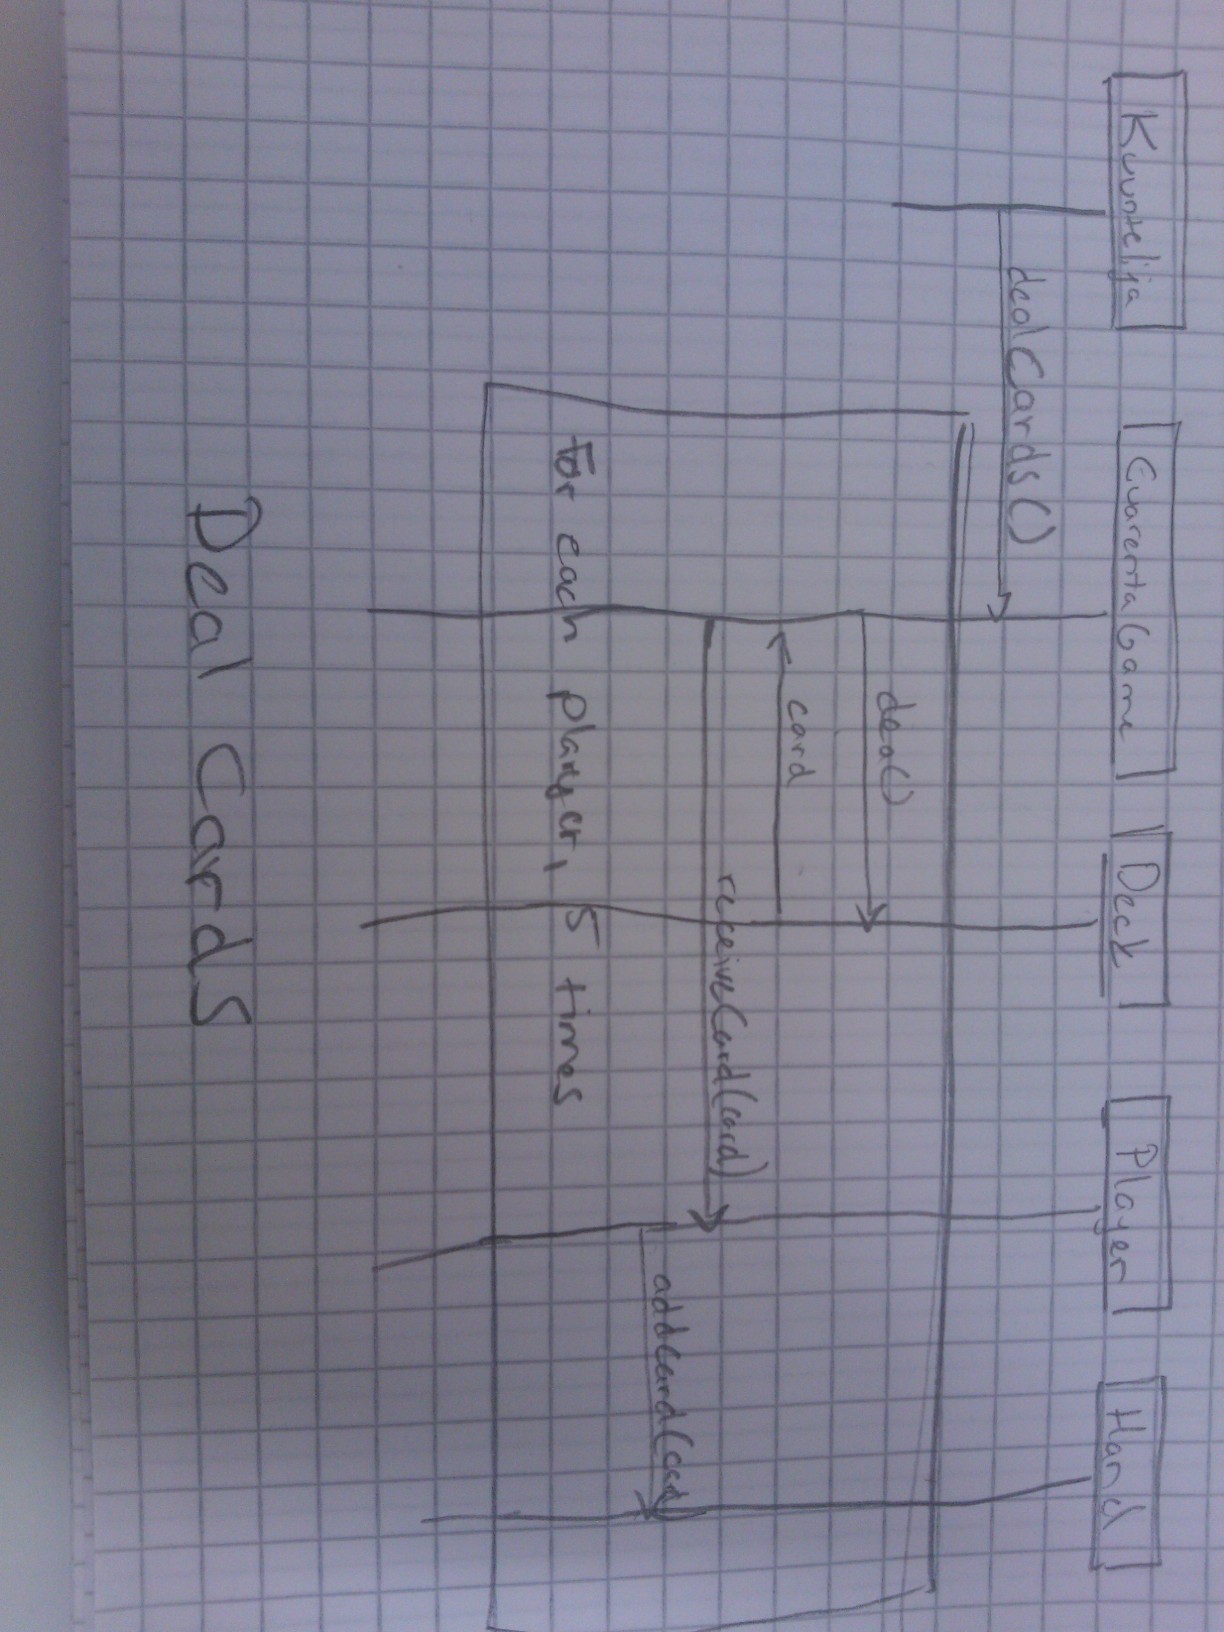 Kuuntelija
CuarentaGame
Deck
Player
Hand
dealCards()
deal()
card
receiveCard(card)
addCard(card)
For each player, 5 times
Deal Cards